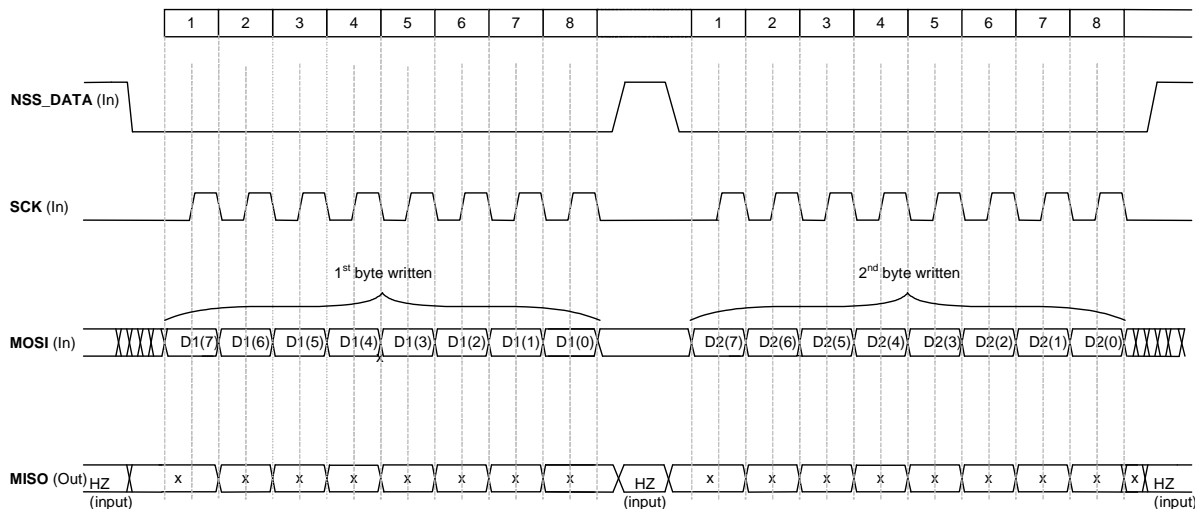 1 2 3 4 5 6 7 8 1 2 3 4 5 6 7 8
NSS_DATA (In)
SCK (In)
1st byte written 2nd byte written
MOSI (In) D1(7) D1(6) D1(5) D1(4) D1(3) D1(2) D1(1) D1(0) D2(7) D2(6) D2(5) D2(4) D2(3) D2(2) D2(1) D2(0)
x
MISO (Out) HZ x x x x x x x x HZ x x x x x x x x x HZ
(input) (input) (input)